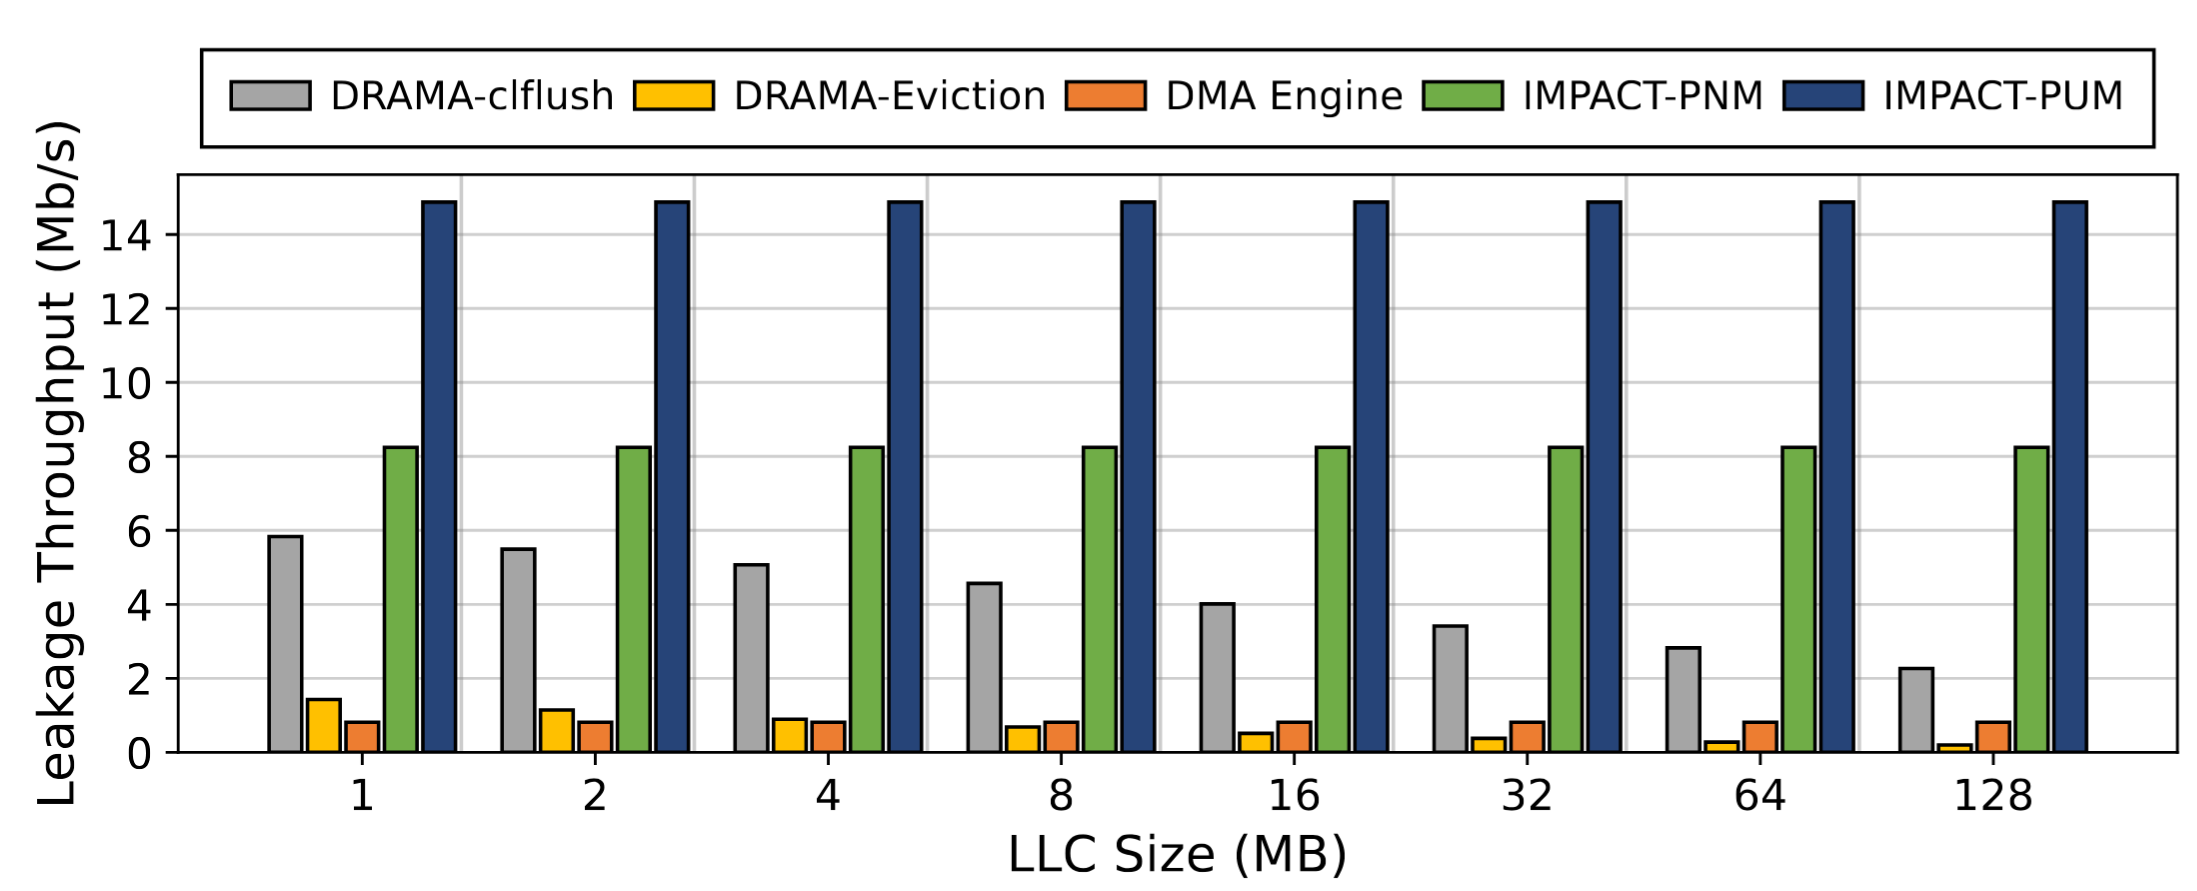 DRAMA-clflush DRAMA-Eviction DMA Engine IMPACT-PNM IMPACT-PUM
Leakage Throughput (Mb/s)
14
12
10
8
6
4
2
0
1 2 4 8 16 32 64 128
LLC Size (MB)